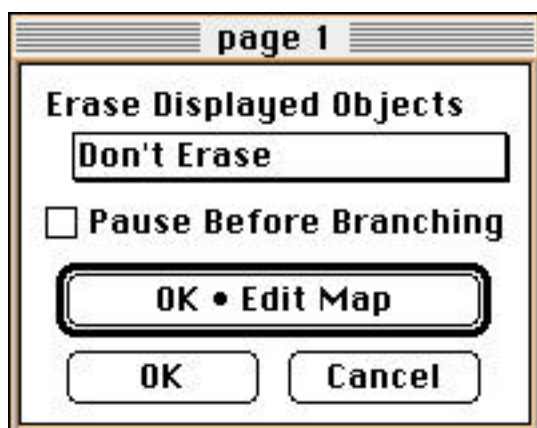 page 1
Erase Displayed Objects
Don't Erase
Pause Before Branching
OK • Edit Map
OK Cancel